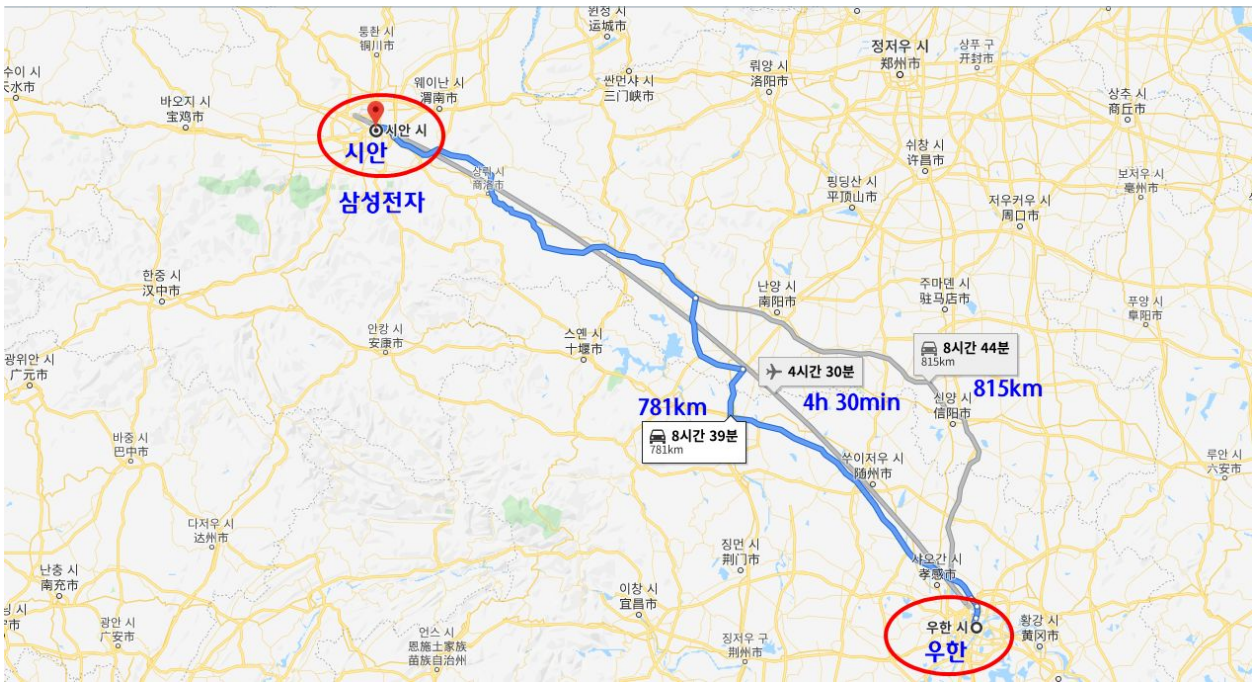 윈청 시
运城市
통촨 시
铜川市
정저우 시
郑州市
샹푸 구
开封市
뤄양 시
洛阳市
수이 시
天水市
웨이난 시
渭南市
싼먼샤 시
三门峡市
바오지 시
宝鸡市
상추 시
商丘市
시안 시
시안
삼성전자
쉬창 시
许昌市
상뤄 시
商洛市
핑딩산 시
平顶山市
보저우 시
亳州市
저우커우 시
周口市
한중 시
汉中市
난양 시
南阳市
주마뎬 시
驻马店市
푸양 시
阜阳市
안캉 시
安康市
스옌 시
十堰市
8시간 44분
815km
815km
4시간 30분
4h 30min
광위안 시
广元市
781km
8시간 39분
781km
신양 시
信阳市
바중 시
巴中市
쑤이저우 시
随州市
루안 시
六安市
다저우 시
达州市
징먼 시
荆门市
샤오간 시
孝感市
난충 시
南充市
이창 시
宜昌市
광안 시
广安市
언스 시
恩施土家族
苗族自治州
징저우 구
荆州市
우한 시
우한
황강 시
黄冈市